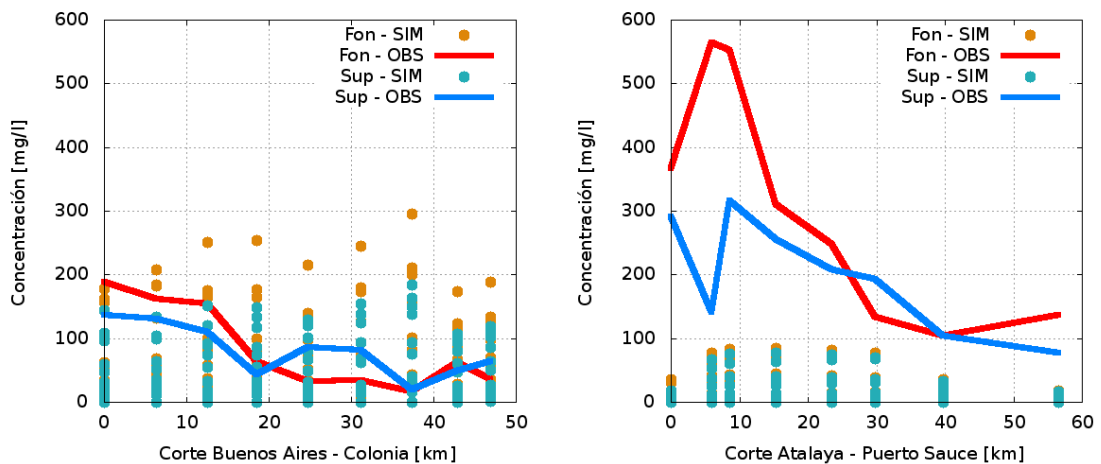 600
500
400
300
200
100
0
Concentración [mg/l]
Fon - SIM
Fon - OBS
Sup - SIM
Sup - OBS
0 10 20 30 40 50
Corte Buenos Aires - Colonia [km]
600
500
400
300
200
100
0
Concentración [mg/l]
Fon - SIM
Fon - OBS
Sup - SIM
Sup - OBS
0 10 20 30 40 50 60
Corte Atalaya - Puerto Sauce [km]